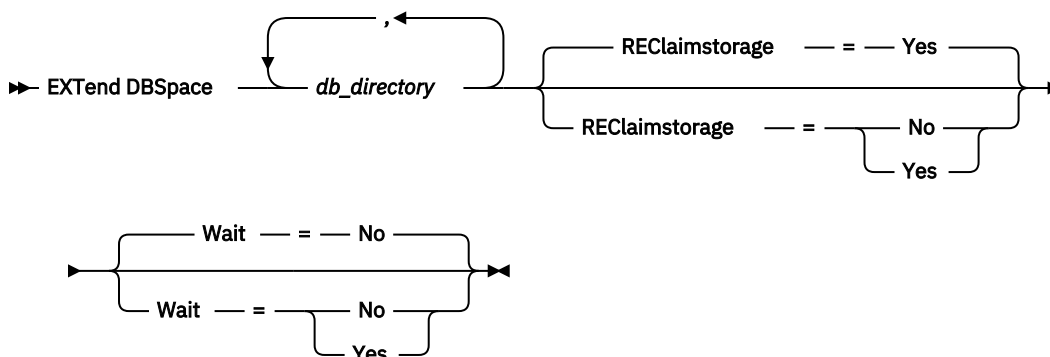 ,
REClaimstorage = Yes
EXTend DBSpace db_directory
REClaimstorage = No
Yes
Wait = No
Wait = No
Yes